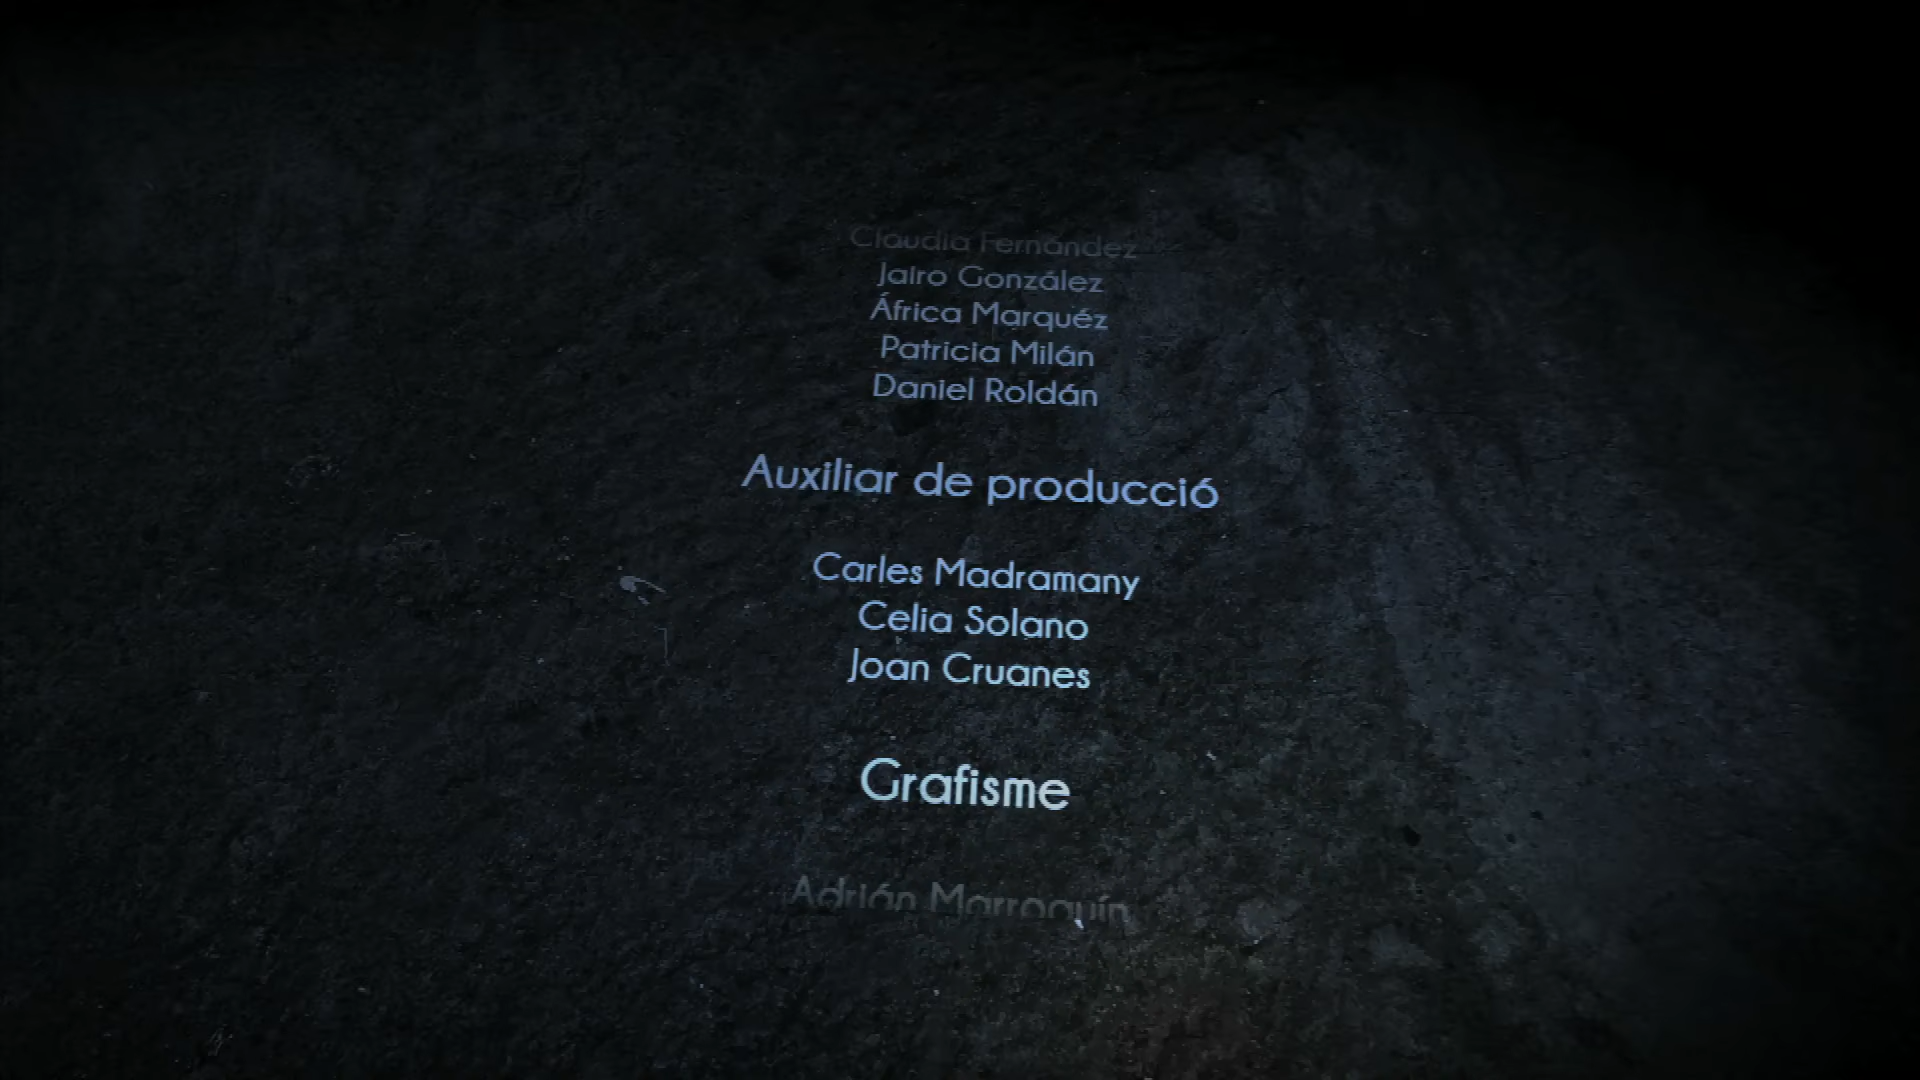 Claudia Fernández
Jairo González
África Marquéz
Patricia Milán
Daniel Roldán
Auxiliar de producció
Carles Madramany
Celia Solano
Joan Cruanes
Grafisme
Adrián Marroquín